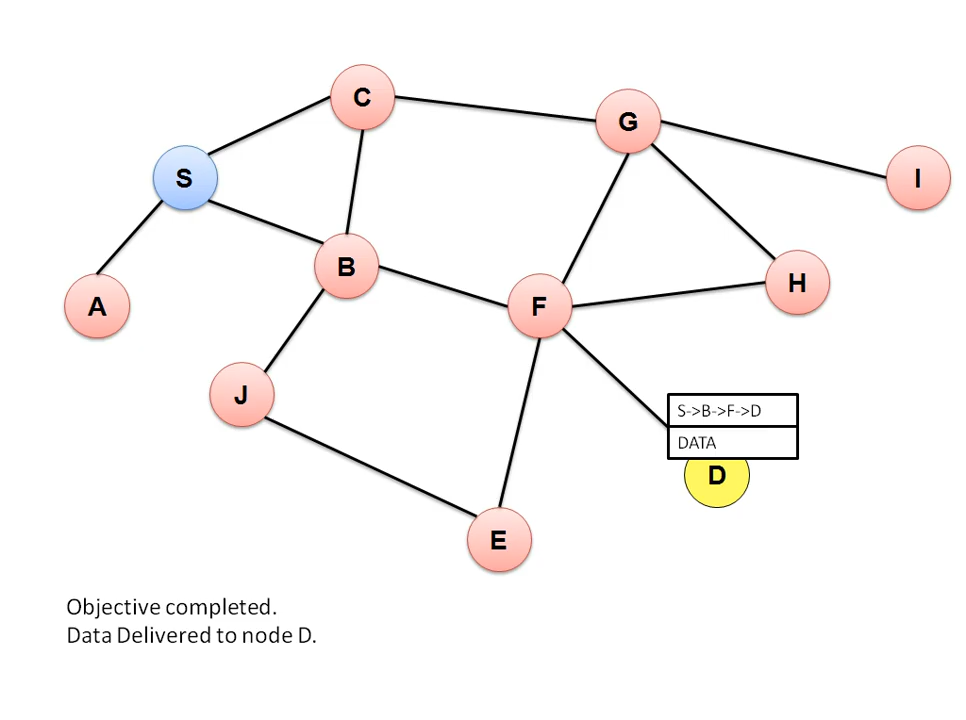 C
G
S
I
B
H
A
F
J
S->B->F->D
DATA
D
E
Objective completed.
Data Delivered to node D.